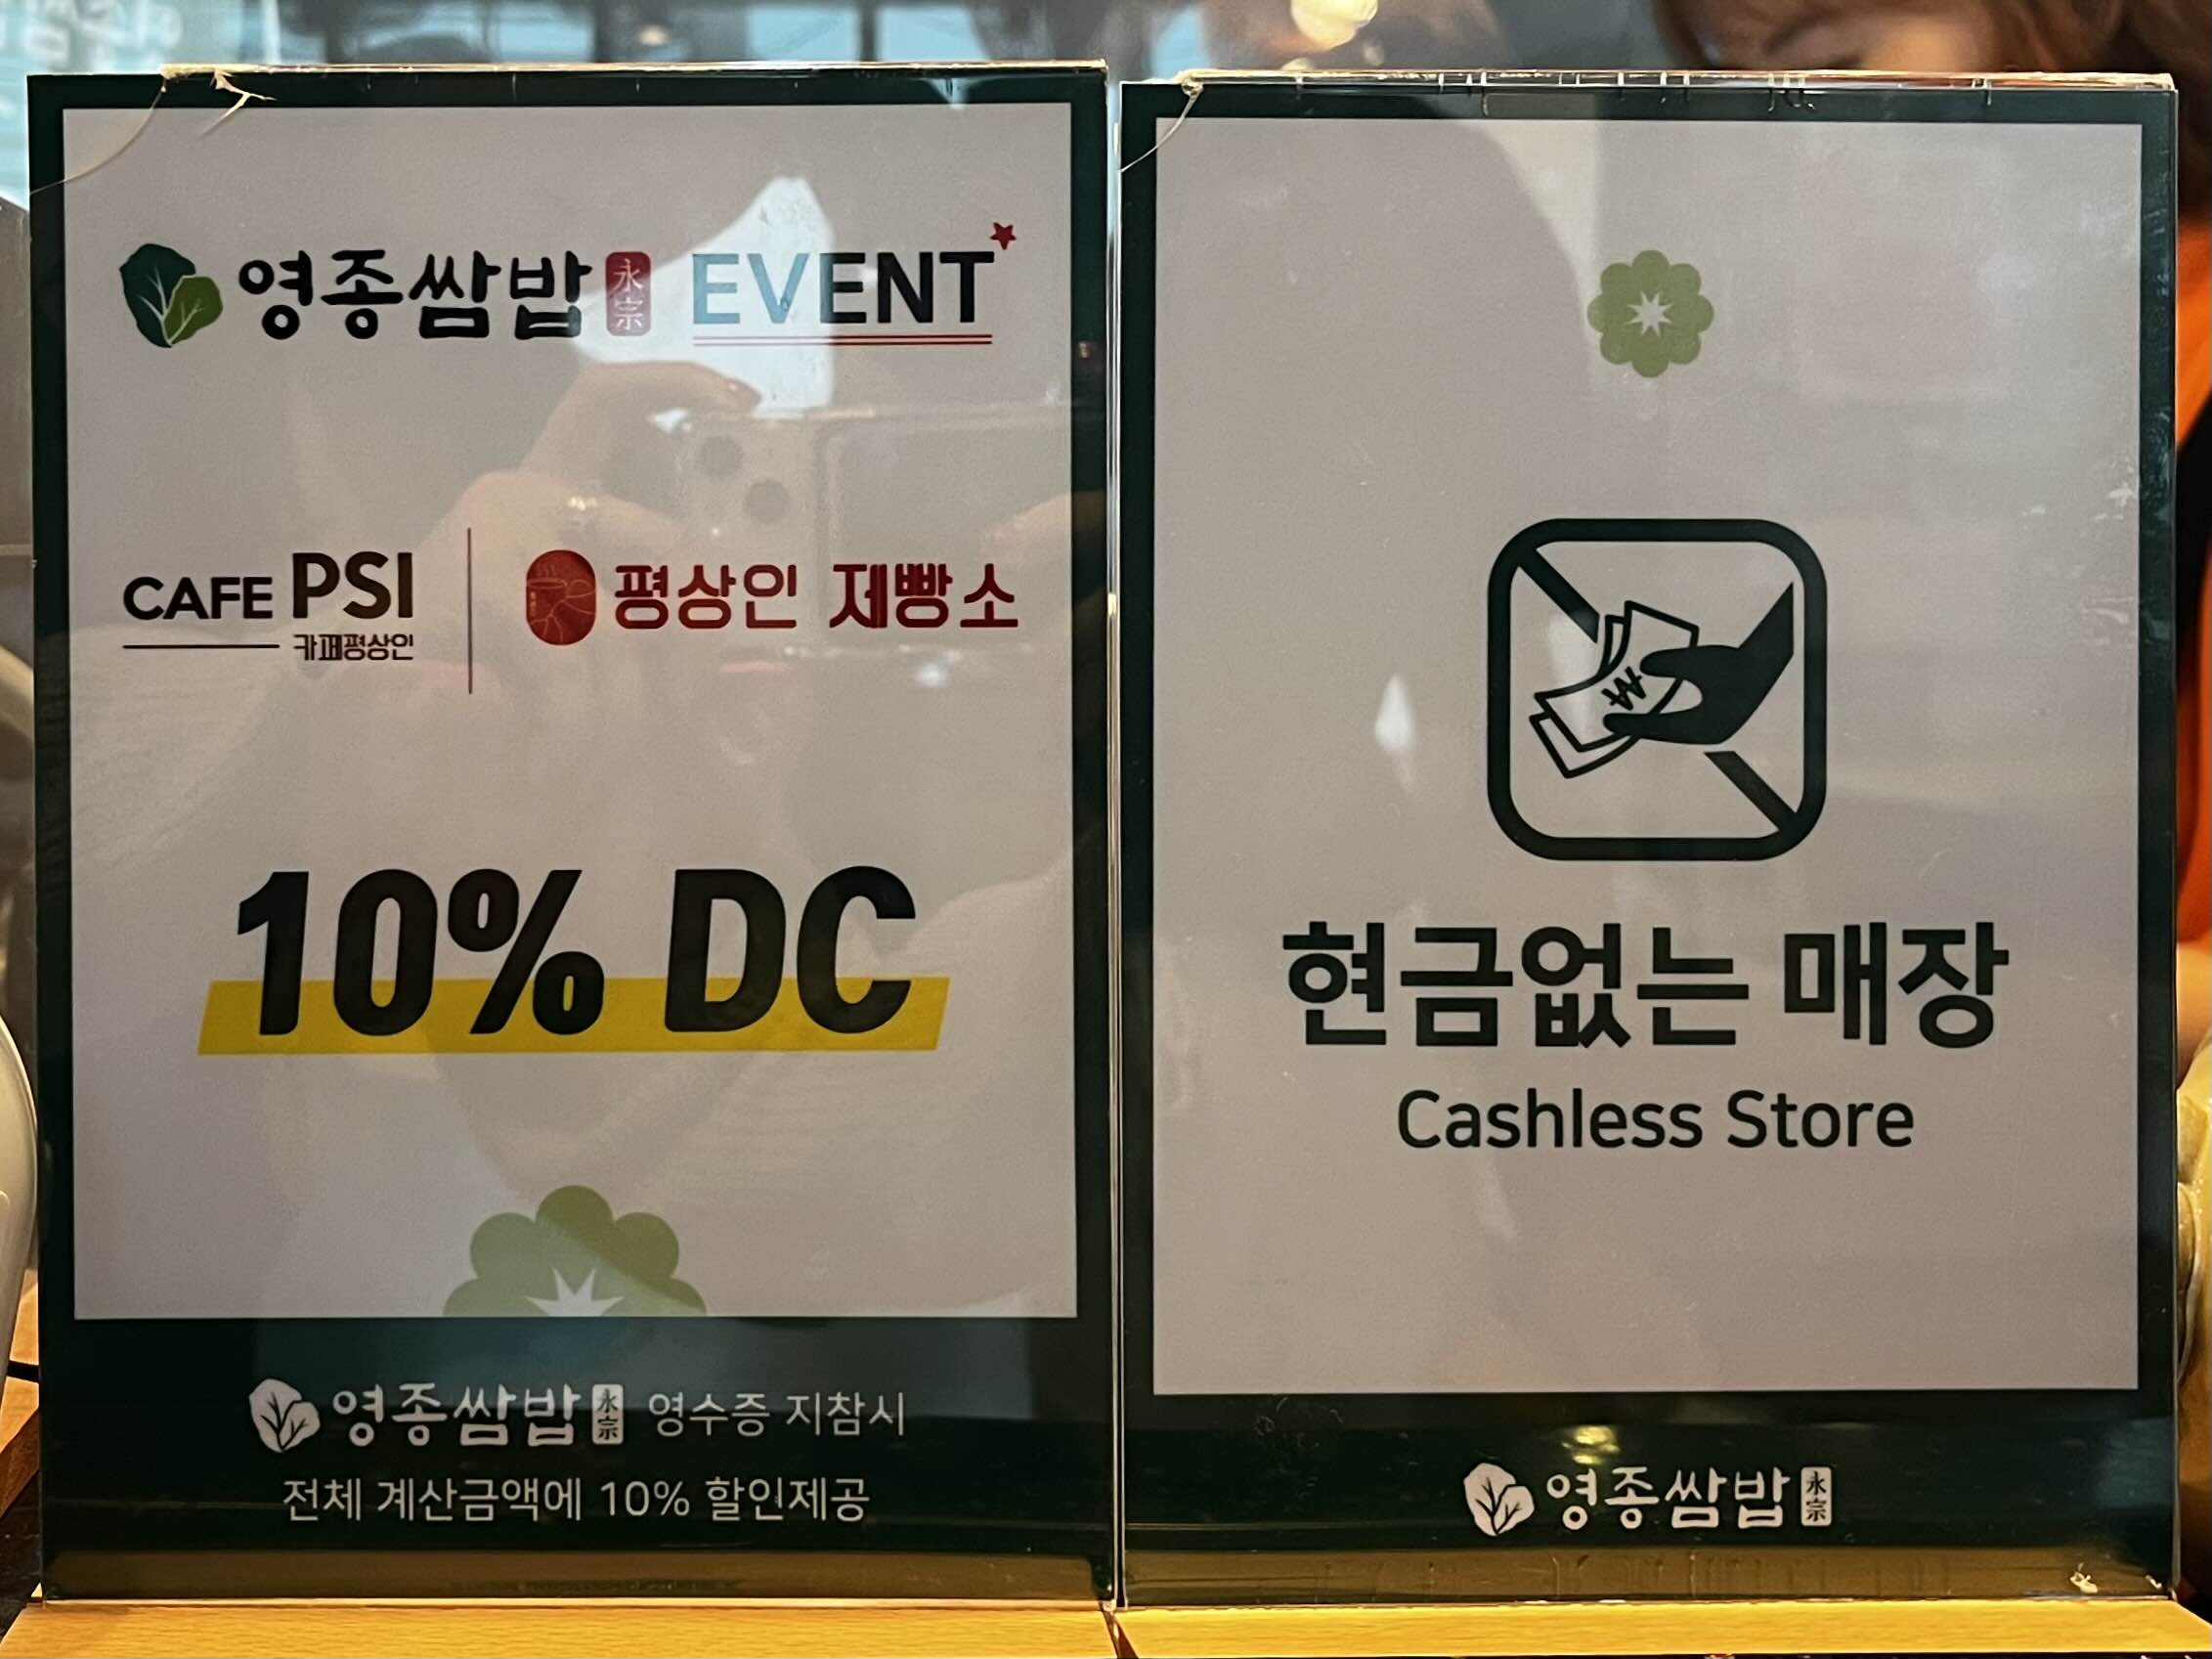 영종쌈밥 永宗 EVENT
CAFE PSI
카페평상인
평상인 제빵소
10% DC
영종쌈밥 永宗 영수증 지참시
전체 계산금액에 10% 할인제공
₩
현금없는 매장
Cashless Store
영종쌈밥 永宗